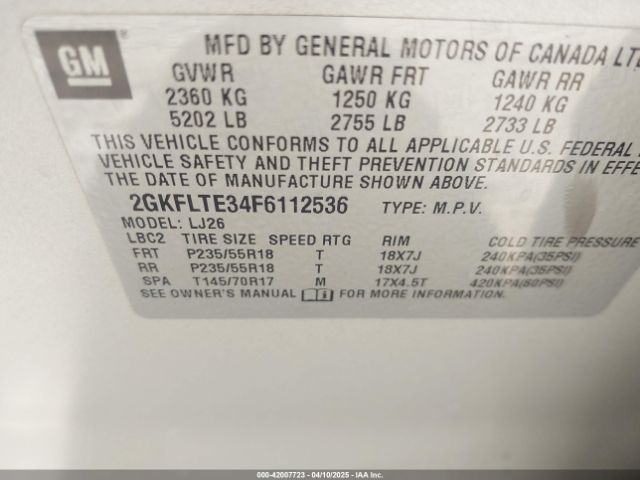 GM ®
MFD BY GENERAL MOTORS OF CANADA LT
GVWR GAWR FRT GAWR RR
2360 KG 1250 KG 1240 KG
5202 LB 2755 LB 2733 LB
THIS VEHICLE CONFORMS TO ALL APPLICABLE U.S. FEDERAL
VEHICLE SAFETY AND THEFT PREVENTION STANDARDS IN EFFE
THE DATE OF MANUFACTURE SHOWN ABOVE.
2GKFLTE34F6112536 TYPE: M.P.V.
MODEL: LJ26
LBC2 TIRE SIZE SPEED RTG RIM COLD TIRE PRESSURE
FRT P235/55R18 T 18X7J 240KPA(35PSI)
RR P235/55R18 T 18X7J 240KPA(35PSI)
SPA T145/70R17 M 17X4.5T 420KPA(60PSI)
SEE OWNER'S MANUAL FOR MORE INFORMATION.
000-42007723 - 04/10/2025 - IAA Inc.